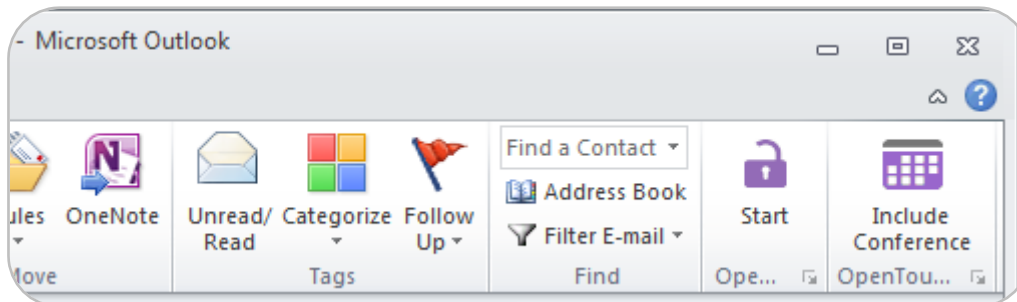 - Microsoft Outlook
Find a Contact
Address Book
Filter E-mail
ules
OneNote
Unread/
Read
Categorize
Follow
Up
Start
Include
Conference
Move
Tags
Find
Ope...
OpenTou...